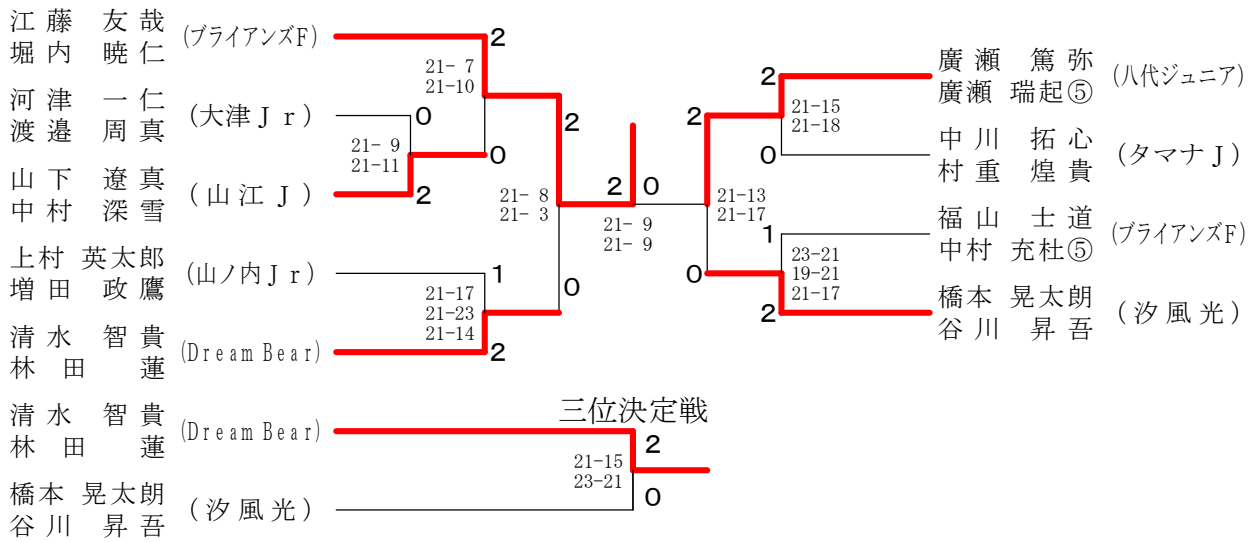 江藤 友哉
堀内 暁仁
(ブライアンズF)
2
21- 7
21-10
河津 一仁
渡邉 周真
(大津Jr)
0
0
21- 9
21-11
山下 遼真
中村 深雪
(山江J)
2
2
21- 8
21- 3
上村 英太郎
増田 政鷹
(山ノ内Jr)
1
0
21-17
21-23
21-14
清水 智貴
林田 蓮
(Dream Bear)
2
2
0
21- 9
21- 9
廣瀬 篤弥
廣瀬 瑞起⑤
(八代ジュニア)
2
2
21-15
21-18
中川 拓心
村重 煌貴
(タマナJ)
0
21-13
21-17
福山 士道
中村 充杜⑤
(ブライアンズF)
1
0
23-21
19-21
21-17
橋本 晃太朗
谷川 昇吾
(汐風光)
2
三位決定戦
清水 智貴
林田 蓮
(Dream Bear)
2
21-15
23-21
橋本 晃太朗
谷川 昇吾
(汐風光)
0